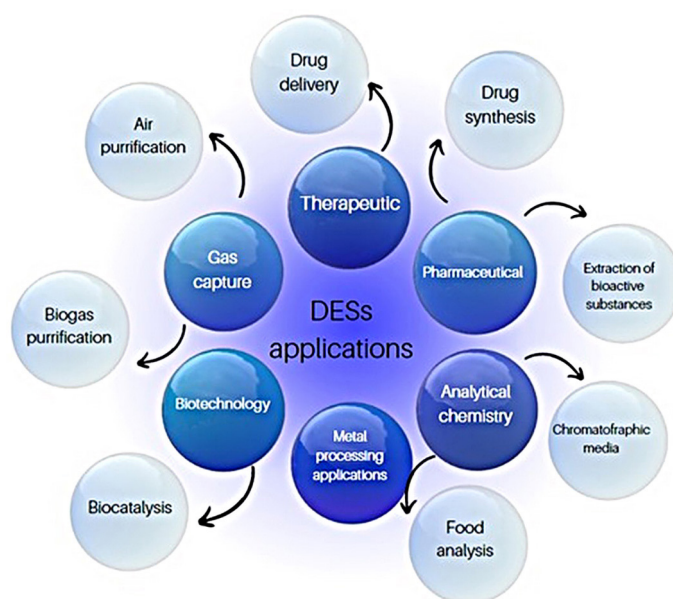 Drug
delivery
Drug
synthesis
Air
purrification
Therapeutic
Gas
capture
Pharmaceutical
Extraction of
bioactive
substances
Biogas
purrification
DESs
applications
Biotechnology
Analytical
chemistry
Metal
processing
applications
Chromatofraphic
media
Biocatalysis
Food
analysis